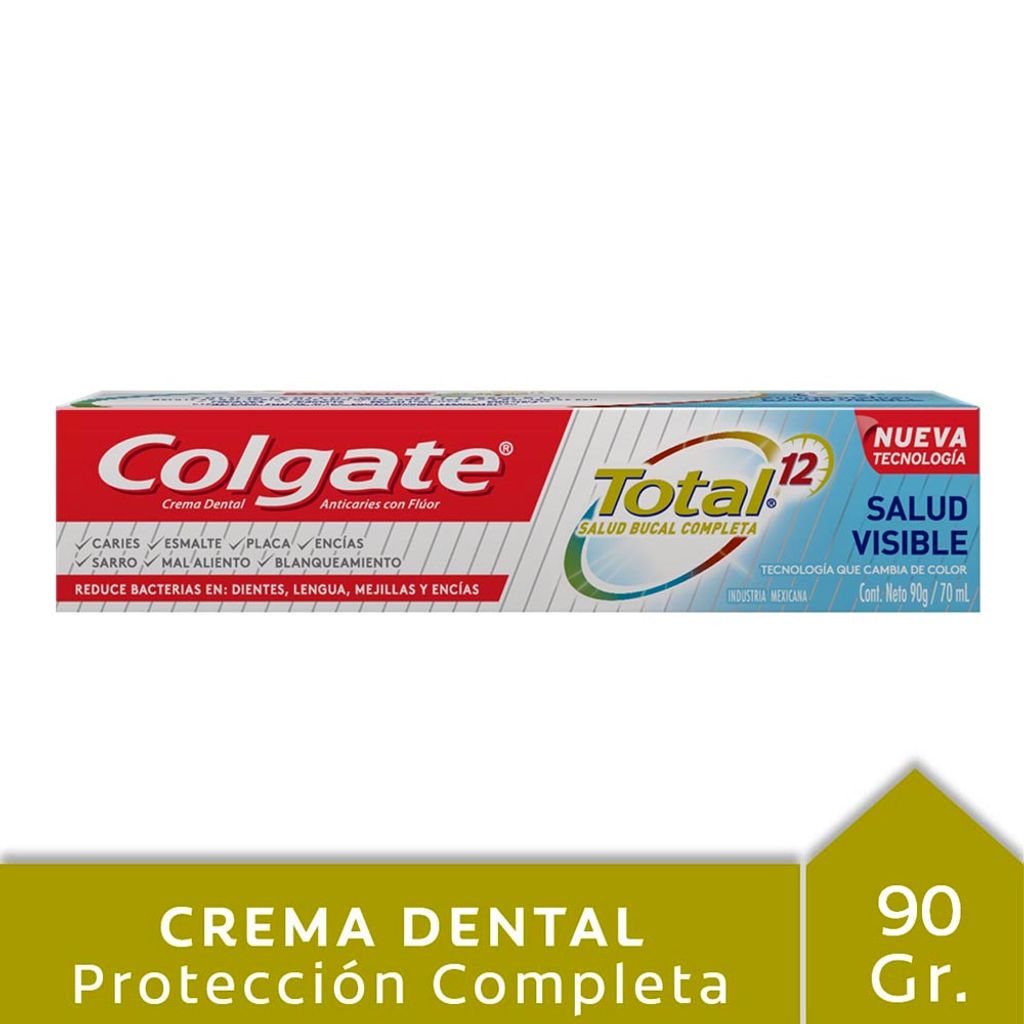 Colgate®
Crema Dental Anticaries con Flúor
✓CARIES ✓ESMALTE ✓PLACA ✓ENCÍAS
✓SARRO ✓MAL ALIENTO ✓BLANQUEAMIENTO
REDUCE BACTERIAS EN: DIENTES, LENGUA, MEJILLAS Y ENCÍAS
Total® 12
SALUD BUCAL COMPLETA
INDUSTRIA MEXICANA
NUEVA
TECNOLOGÍA
SALUD
VISIBLE
TECNOLOGÍA QUE CAMBIA DE COLOR
Cont. Neto 90g / 70 mL
CREMA DENTAL
Protección Completa
90
Gr.